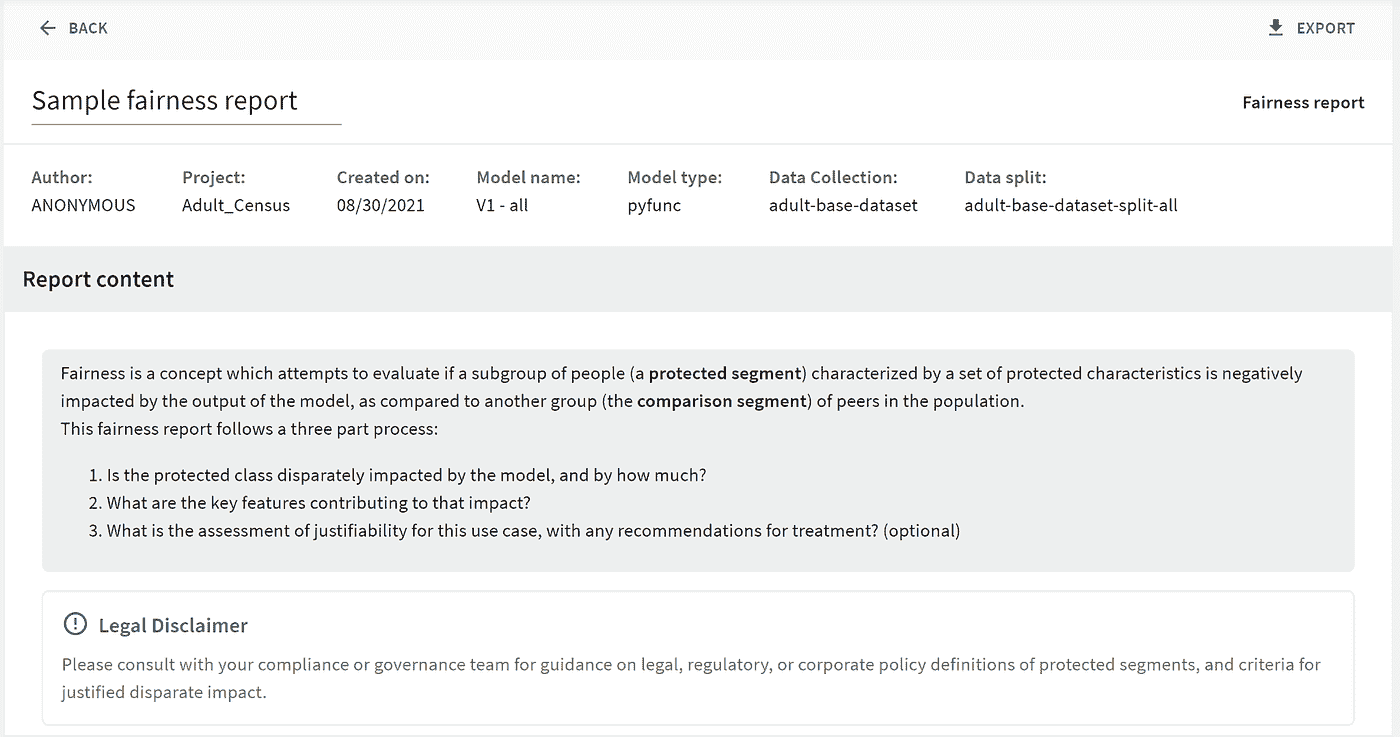 BACK
EXPORT
Sample fairness report
Fairness report
Author:
Project:
Created on:
Model name:
Model type:
Data Collection:
Data split:
ANONYMOUS
Adult_Census
08/30/2021
V1 - all
pyfunc
adult-base-dataset
adult-base-dataset-split-all
Report content
Fairness is a concept which attempts to evaluate if a subgroup of people (a protected segment) characterized by a set of protected characteristics is negatively
impacted by the output of the model, as compared to another group (the comparison segment) of peers in the population.
This fairness report follows a three part process:
1. Is the protected class disparately impacted by the model, and by how much?
2. What are the key features contributing to that impact?
3. What is the assessment of justifiability for this use case, with any recommendations for treatment? (optional)
Legal Disclaimer
Please consult with your compliance or governance team for guidance on legal, regulatory, or corporate policy definitions of protected segments, and criteria for
justified disparate impact.